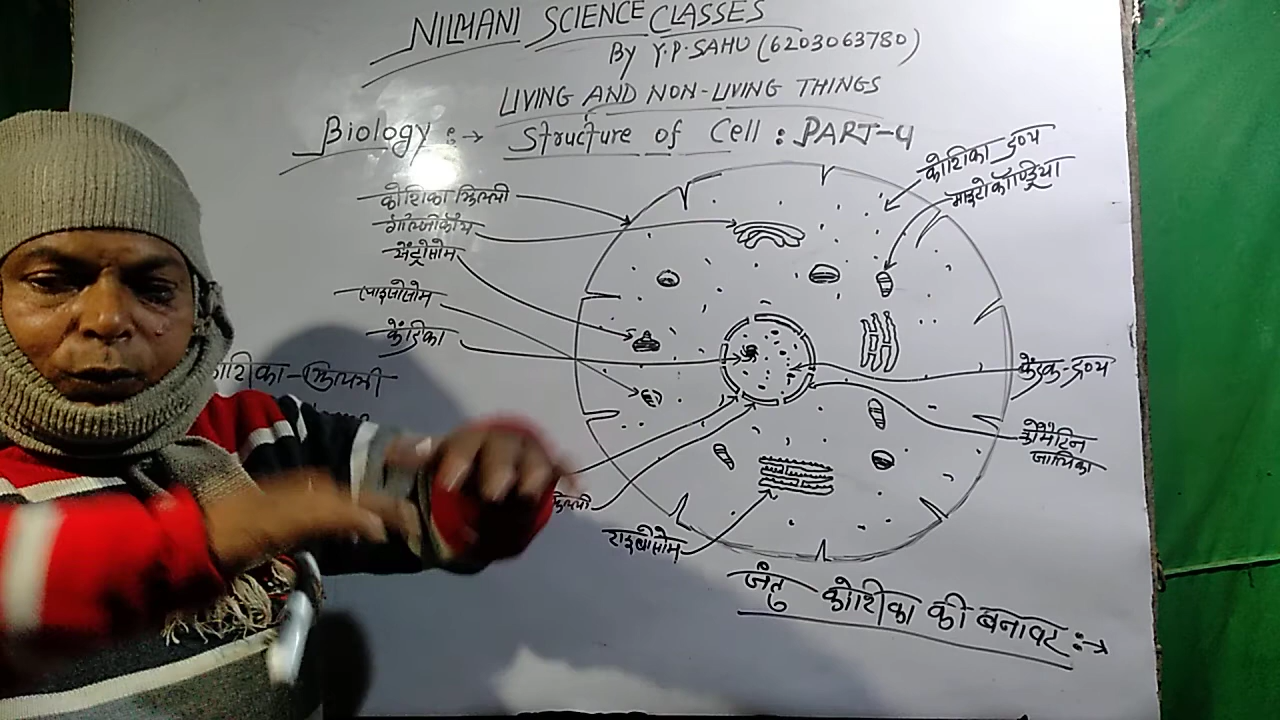 NILMANI SCIENCE CLASSES
By Y.P. SAHU (6203063780)
LIVING AND NON-LIVING THINGS
Biology :→ Structure of Cell : PART-4
कोशिका द्रव्य
माइटोकॉण्ड्रिया
कोशिका झिल्ली
गॉल्जीकाय
सेंट्रोसोम
लाइसोसोम
केंद्रिका
कोशिका-झिल्ली
केंद्रक-द्रव्य
क्रोमेटिन
जालिका
झिल्ली
राइबोसोम
जंतु कोशिका की बनावट :→